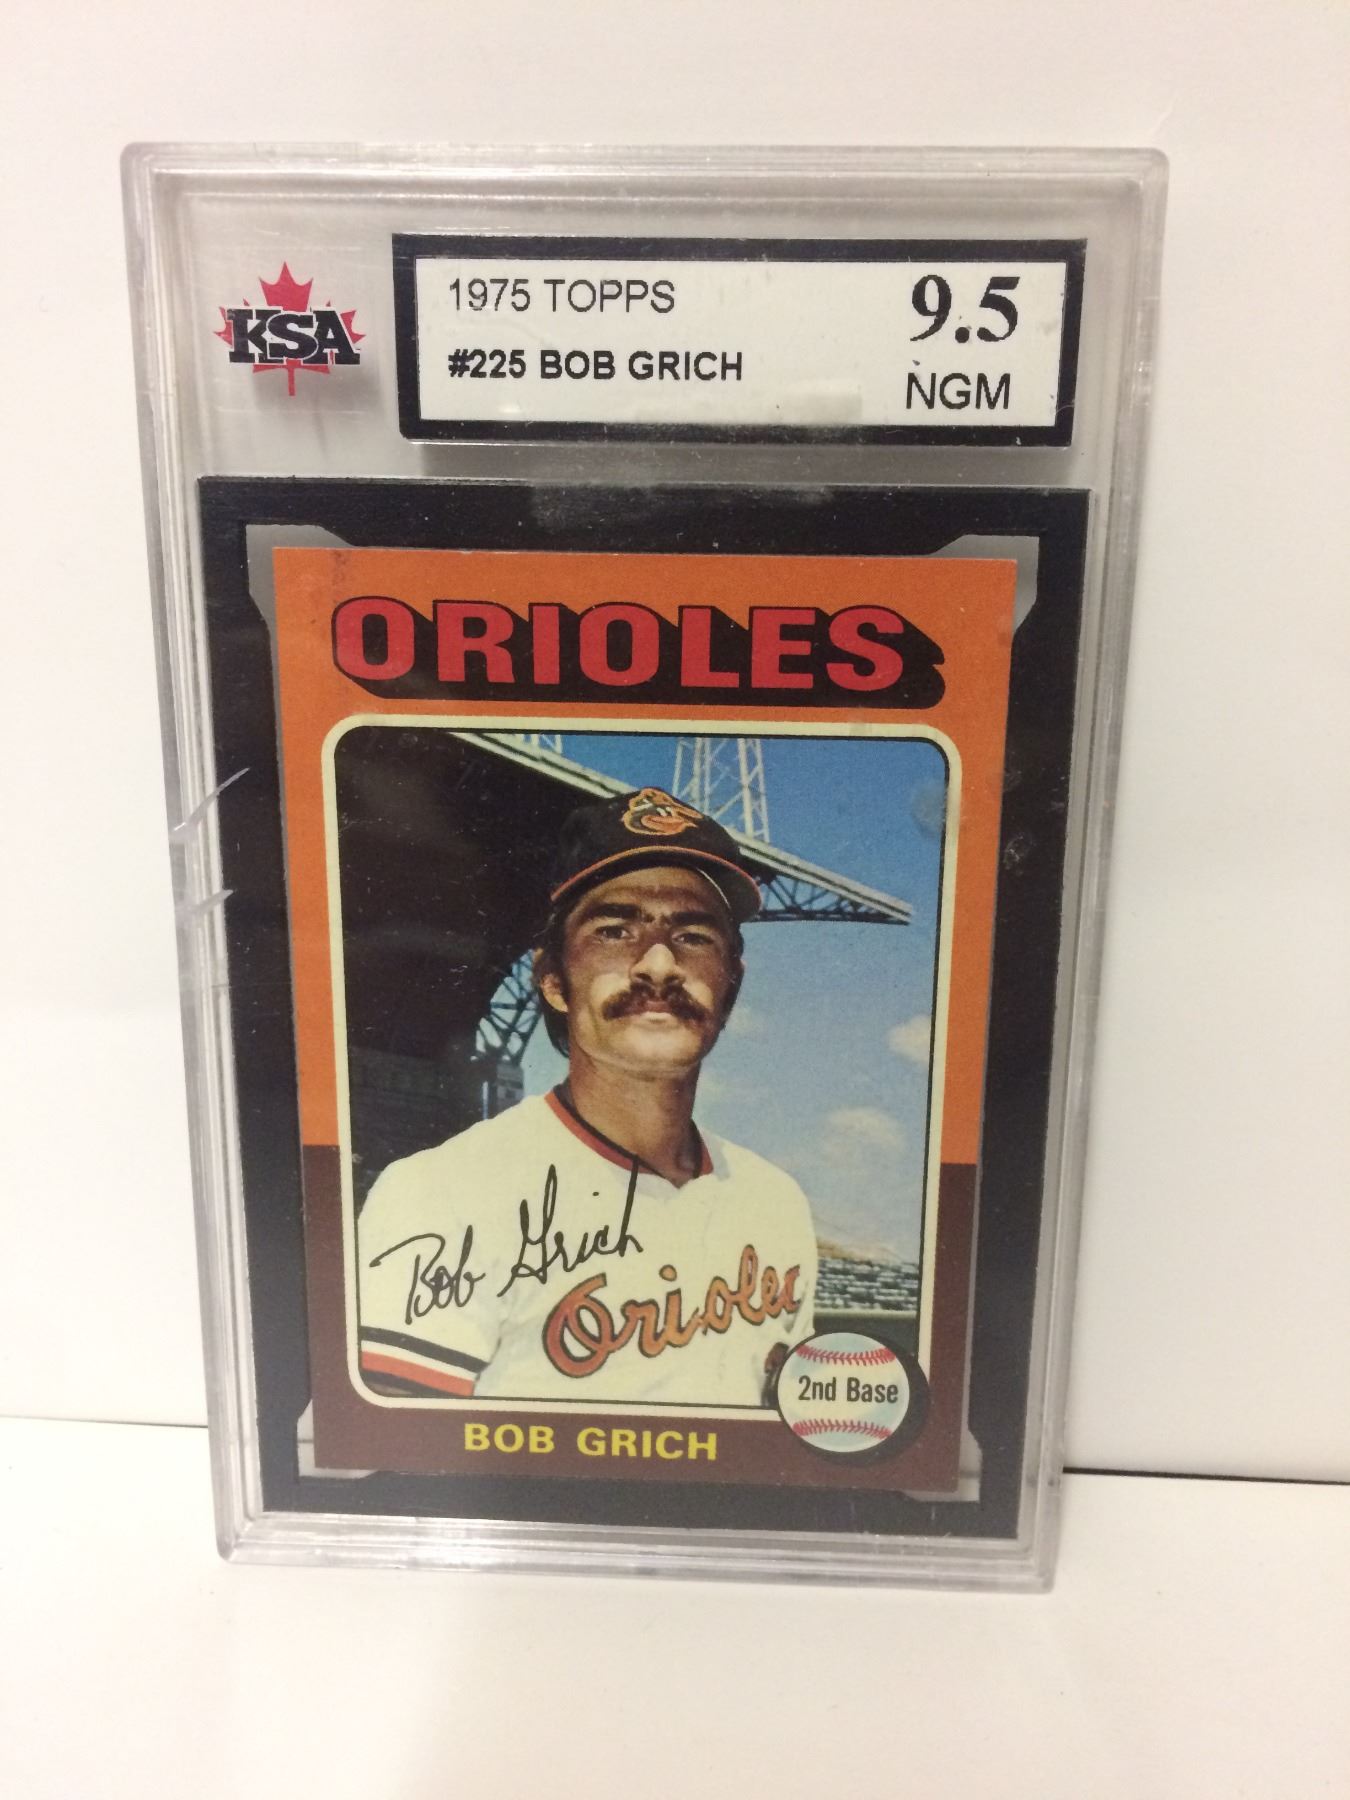 KSA
1975 TOPPS
9.5
#225 BOB GRICH
NGM
ORIOLES
Bob Grich
Orioles
2nd Base
BOB GRICH